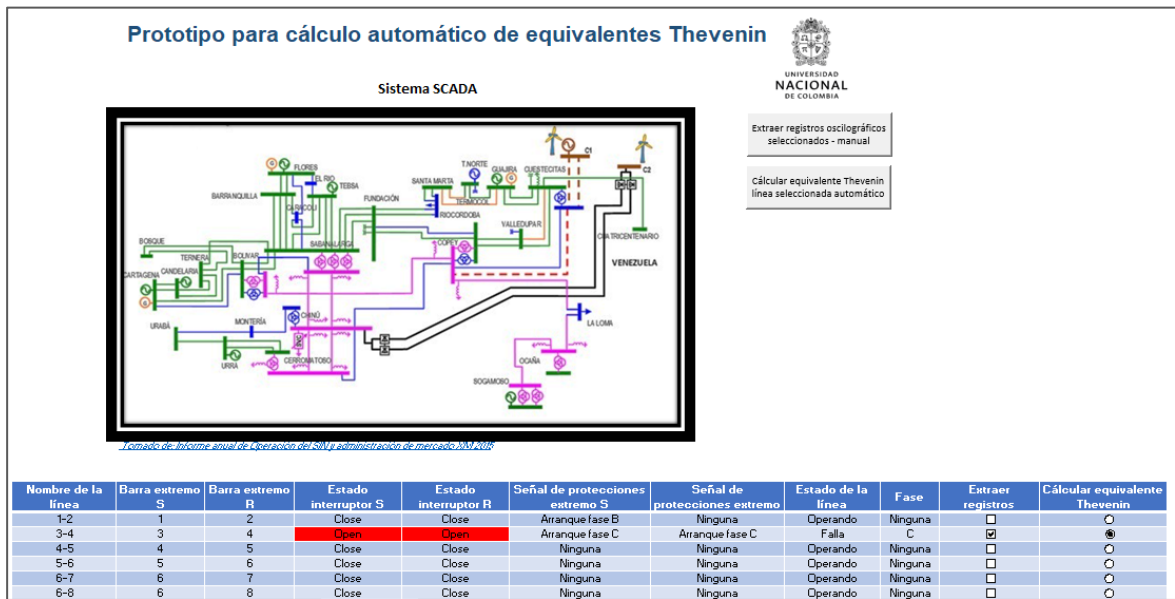 Prototipo para cálculo automático de equivalentes Thevenin
UNIVERSIDAD
NACIONAL
DE COLOMBIA
Sistema SCADA
Extraer registros oscilográficos
seleccionados - manual
Cálcular equivalente Thevenin
línea seleccionada automático
C1
C2
G
FLORES
EL RIO
TEBSA
BARRANQUILLA
CARACOLI
FUNDACIÓN
SANTA MARTA
T.NORTE
TERMOCOL
GUAJIRA
G
CUESTECITAS
RIOCORDOBA
VALLEDUPAR
CUATRICENTENARIO
VENEZUELA
COPEY
SABANALARGA
BOSQUE
TERNERA
BOLIVAR
CARTAGENA
CANDELARIA
G
URABÁ
MONTERÍA
CHINÚ
URRA
CERROMATOSO
LA LOMA
OCAÑA
SOGAMOSO
Tomado de: Informe anual de Operación del SIN y administración de mercado XM 2015
Nombre de la línea Barra extremo S Barra extremo R Estado interruptor S Estado interruptor R Señal de protecciones extremo S Señal de protecciones extremo Estado de la línea Fase Extraer registros Cálcular equivalente Thevenin
1-2 1 2 Close Close Arranque fase B Ninguna Operando Ninguna
3-4 3 4 Open Open Arranque fase C Arranque fase C Falla C
4-5 4 5 Close Close Ninguna Ninguna Operando Ninguna
5-6 5 6 Close Close Ninguna Ninguna Operando Ninguna
6-7 6 7 Close Close Ninguna Ninguna Operando Ninguna
6-8 6 8 Close Close Ninguna Ninguna Operando Ninguna